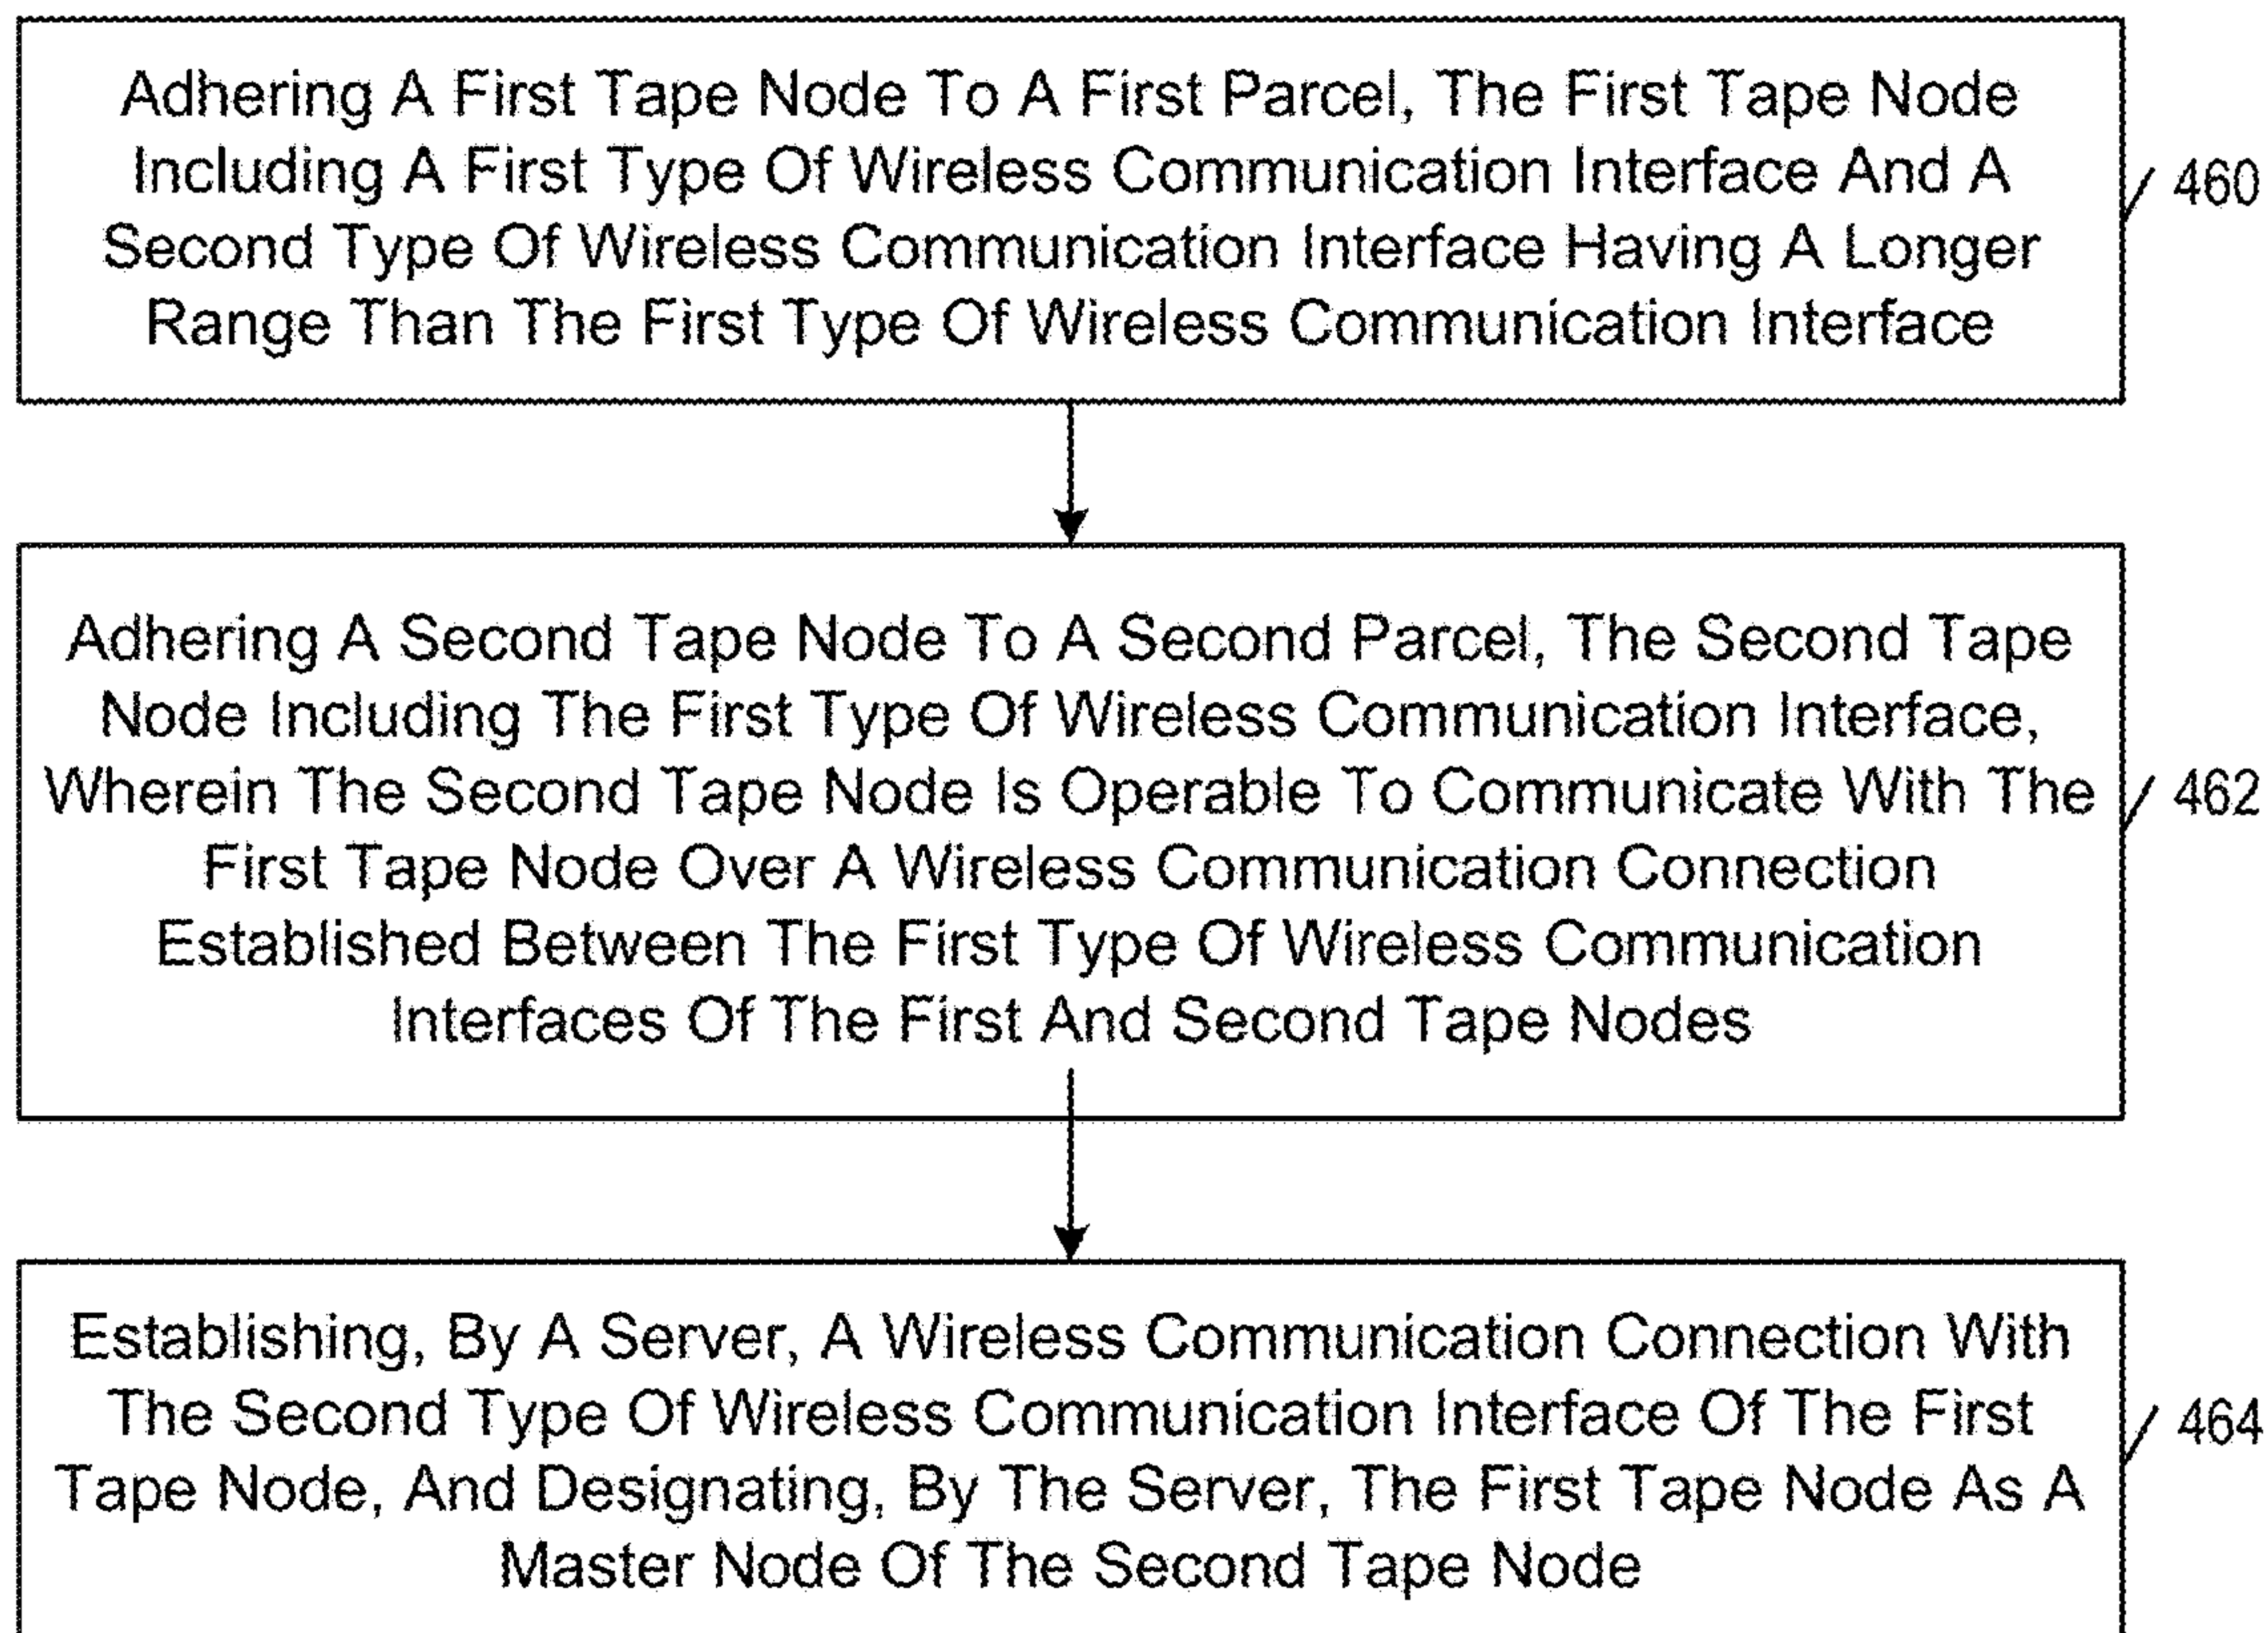 Adhering A First Tape Node To A First Parcel, The First Tape Node
Including A First Type Of Wireless Communication Interface And A
Second Type Of Wireless Communication Interface Having A Longer
Range Than The First Type Of Wireless Communication Interface
460
Adhering A Second Tape Node To A Second Parcel, The Second Tape
Node Including The First Type Of Wireless Communication Interface,
Wherein The Second Tape Node Is Operable To Communicate With The
First Tape Node Over A Wireless Communication Connection
Established Between The First Type Of Wireless Communication
Interfaces Of The First And Second Tape Nodes
462
Establishing, By A Server, A Wireless Communication Connection With
The Second Type Of Wireless Communication Interface Of The First
Tape Node, And Designating, By The Server, The First Tape Node As A
Master Node Of The Second Tape Node
464